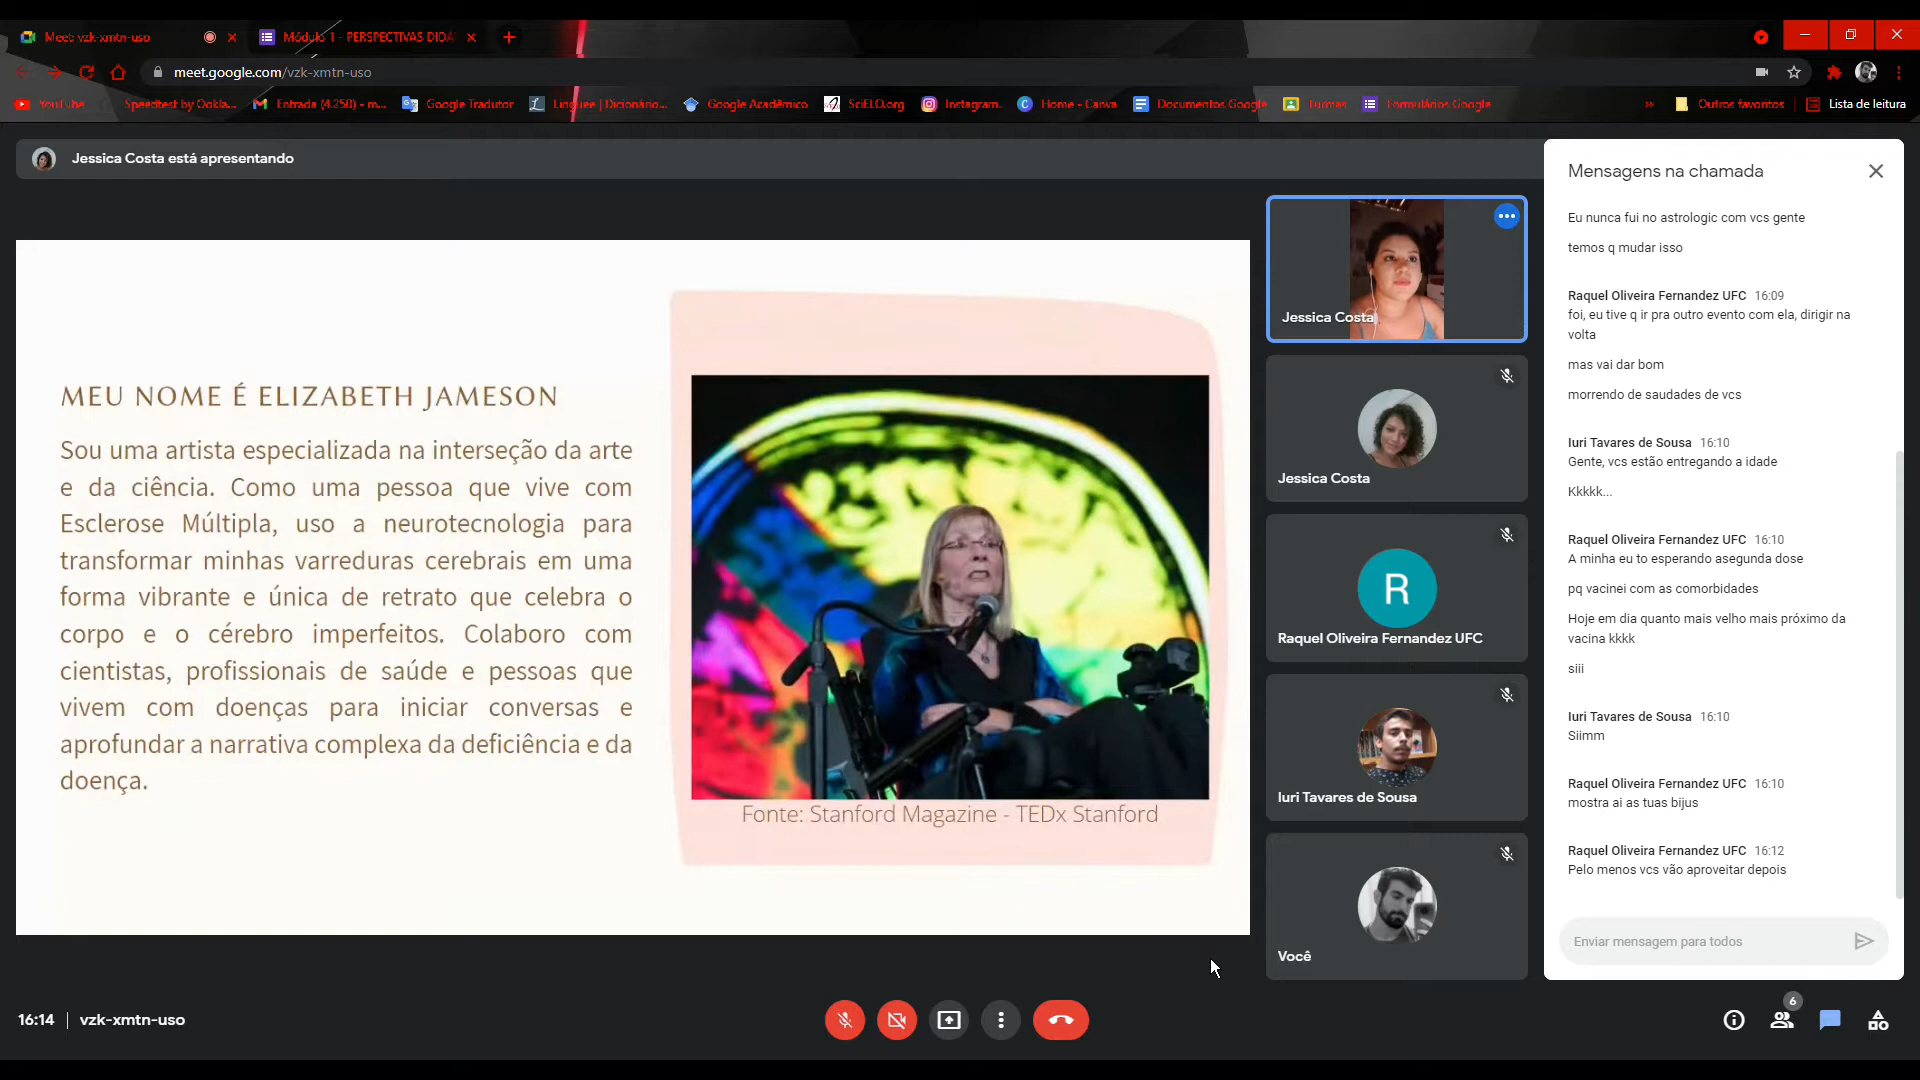 Meet: vzk-xmtn-uso
Módulo 1 - PERSPECTIVAS DIDÁ
meet.google.com/vzk-xmtn-uso
YouTube
Speedtest by Ookla...
Entrada (4.250) - m...
Google Tradutor
Linguee | Dicionário...
Google Acadêmico
SciELO.org
Instagram.
Home - Canva
Documentos Google
Turmas
Formulários Google
»
Outros favoritos
Lista de leitura
Jessica Costa está apresentando
MEU NOME É ELIZABETH JAMESON
Sou uma artista especializada na interseção da arte
e da ciência. Como uma pessoa que vive com
Esclerose Múltipla, uso a neurotecnologia para
transformar minhas varreduras cerebrais em uma
forma vibrante e única de retrato que celebra o
corpo e o cérebro imperfeitos. Colaboro com
cientistas, profissionais de saúde e pessoas que
vivem com doenças para iniciar conversas e
aprofundar a narrativa complexa da deficiência e da
doença.
Fonte: Stanford Magazine - TEDx Stanford
Jessica Costa
Jessica Costa
R
Raquel Oliveira Fernandez UFC
Iuri Tavares de Sousa
Você
Mensagens na chamada
Eu nunca fui no astrologic com vcs gente
temos q mudar isso
Raquel Oliveira Fernandez UFC 16:09
foi, eu tive q ir pra outro evento com ela, dirigir na
volta
mas vai dar bom
morrendo de saudades de vcs
Iuri Tavares de Sousa 16:10
Gente, vcs estão entregando a idade
Kkkkk...
Raquel Oliveira Fernandez UFC 16:10
A minha eu to esperando asegunda dose
pq vacinei com as comorbidades
Hoje em dia quanto mais velho mais próximo da
vacina kkkk
siii
Iuri Tavares de Sousa 16:10
Siimm
Raquel Oliveira Fernandez UFC 16:10
mostra ai as tuas bijus
Raquel Oliveira Fernandez UFC 16:12
Pelo menos vcs vão aproveitar depois
Enviar mensagem para todos
16:14 | vzk-xmtn-uso
6